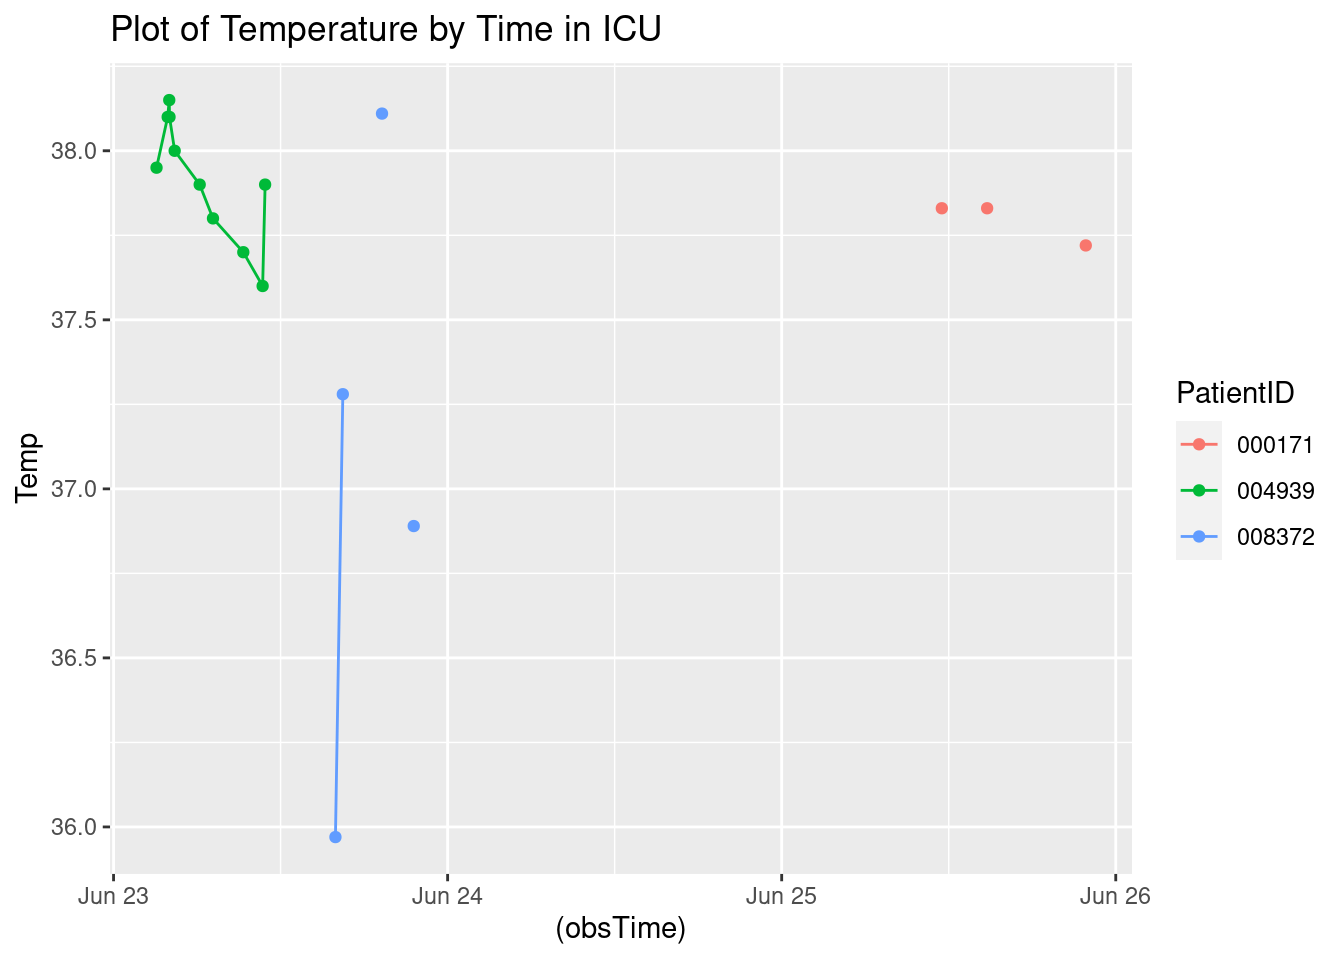 Plot of Temperature by Time in ICU
38.0
37.5
37.0
36.5
36.0
Temp
Jun 23 Jun 24 Jun 25 Jun 26
(obsTime)
PatientID
000171
004939
008372